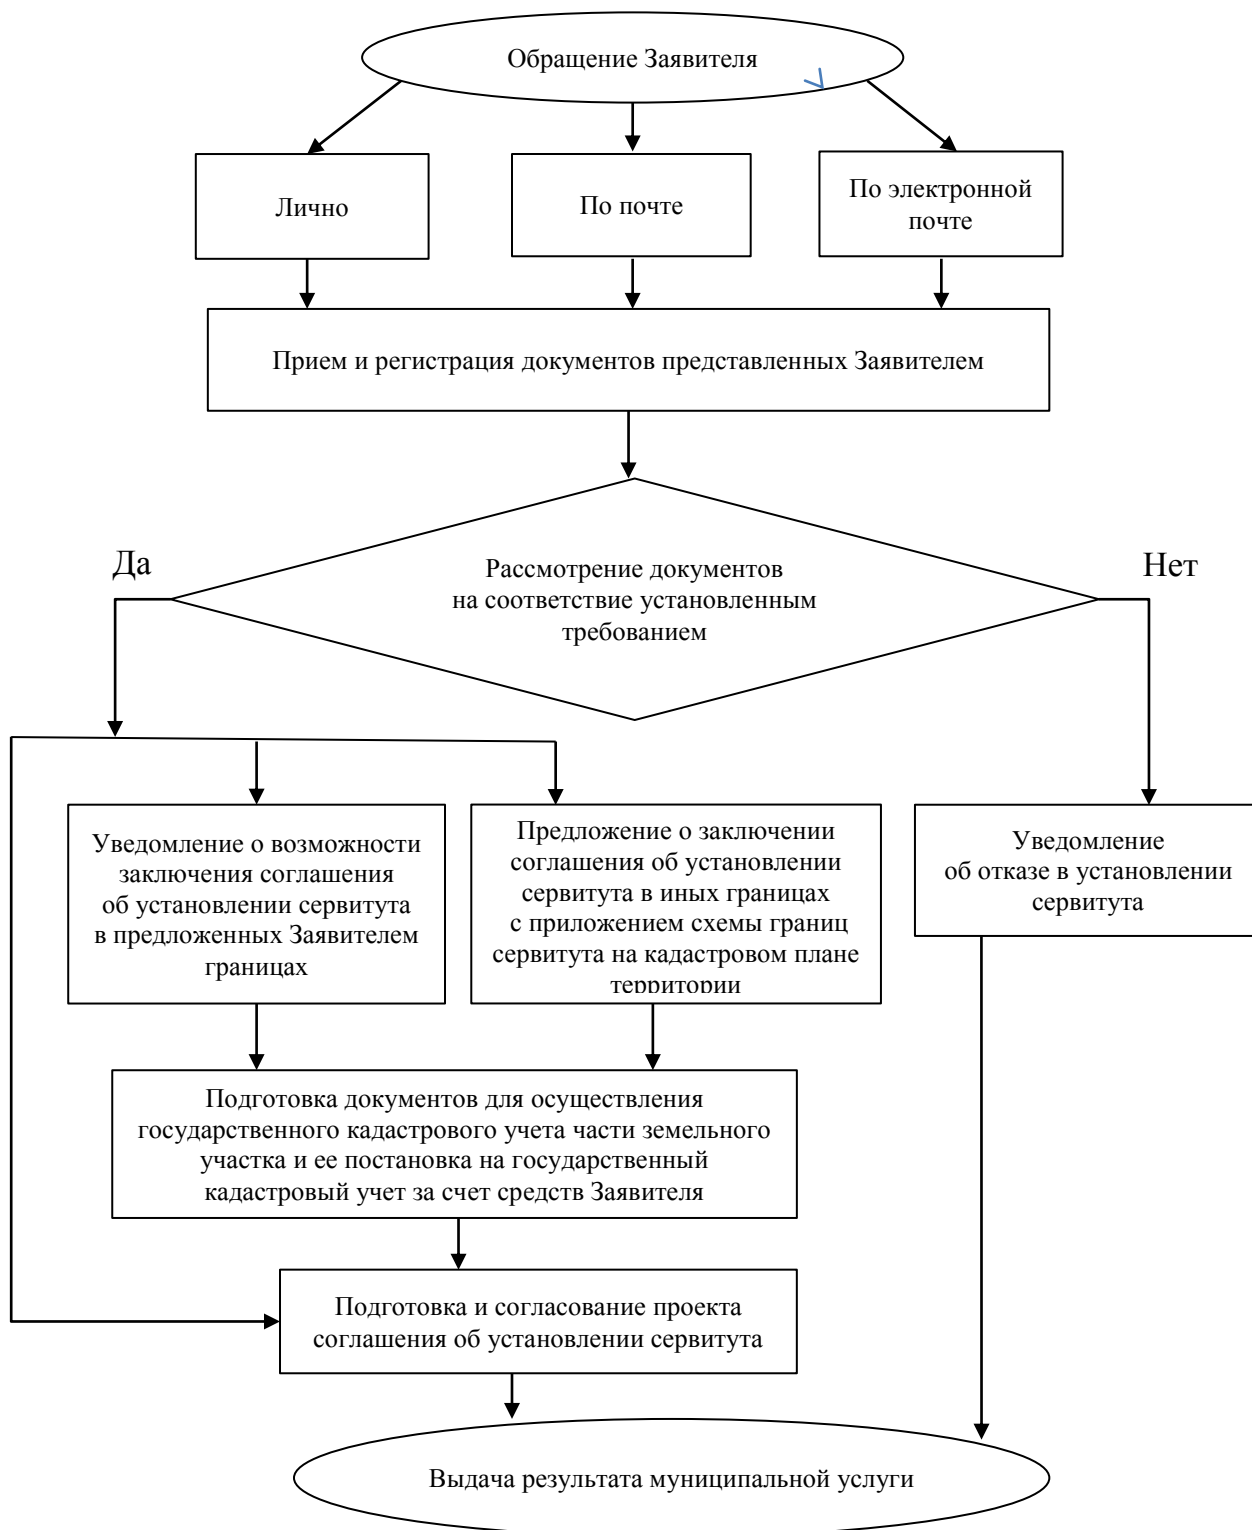 Обращение Заявителя
Лично
По почте
По электронной
почте
Прием и регистрация документов представленных Заявителем
Да
Нет
Рассмотрение документов
на соответствие установленным
требованием
Уведомление о возможности
заключения соглашения
об установлении сервитута
в предложенных Заявителем
границах
Предложение о заключении
соглашения об установлении
сервитута в иных границах
с приложением схемы границ
сервитута на кадастровом плане
территории
Уведомление
об отказе в установлении
сервитута
Подготовка документов для осуществления
государственного кадастрового учета части земельного
участка и ее постановка на государственный
кадастровый учет за счет средств Заявителя
Подготовка и согласование проекта
соглашения об установлении сервитута
Выдача результата муниципальной услуги